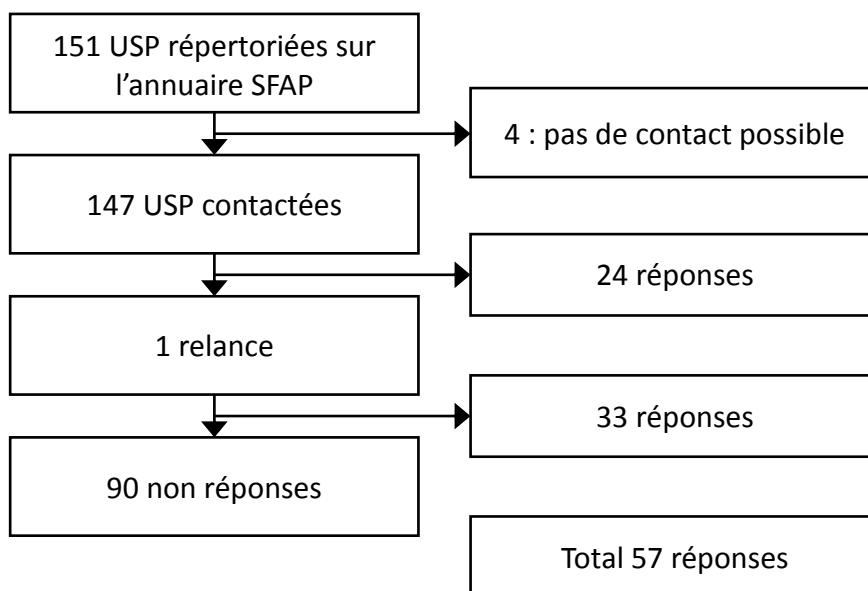 151 USP répertoriées sur
l’annuaire SFAP
4 : pas de contact possible
147 USP contactées
24 réponses
1 relance
33 réponses
90 non réponses
Total 57 réponses